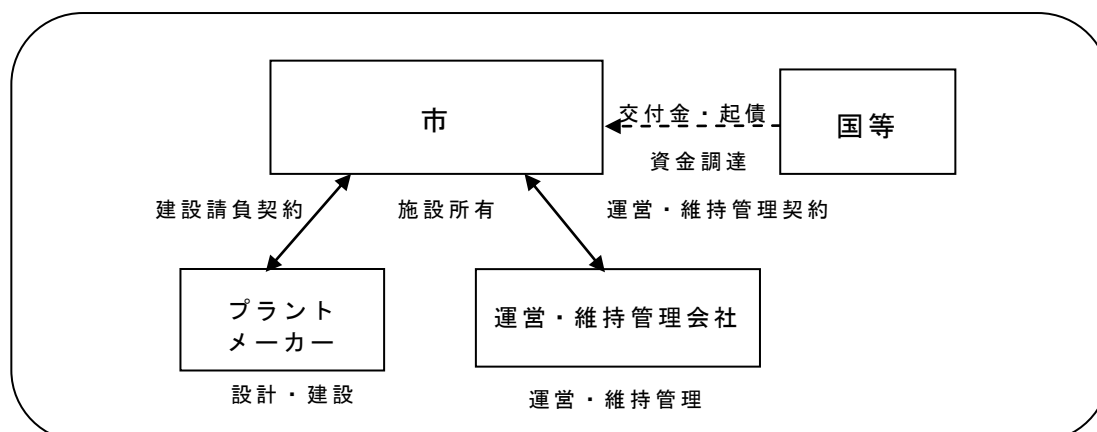 市
交付金・起債
国等
資金調達
建設請負契約
施設所有
運営・維持管理契約
プラント
メーカー
運営・維持管理会社
設計・建設
運営・維持管理